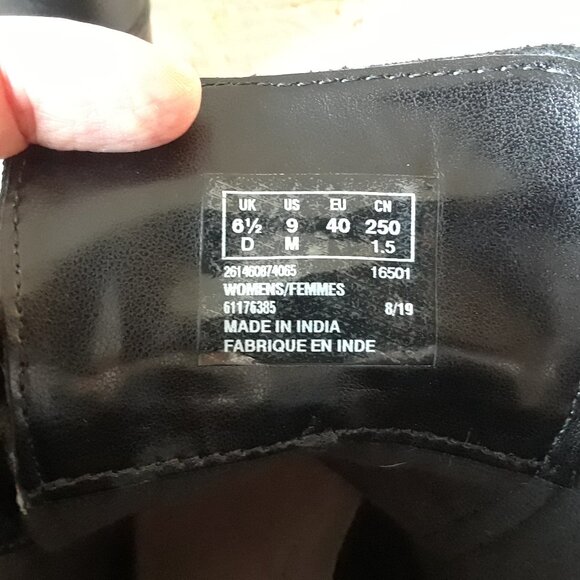 UK US EU CN
6½ 9 40 250
D M 1.5
261460874065 16501
WOMENS/FEMMES
61176385 8/19
MADE IN INDIA
FABRIQUE EN INDE